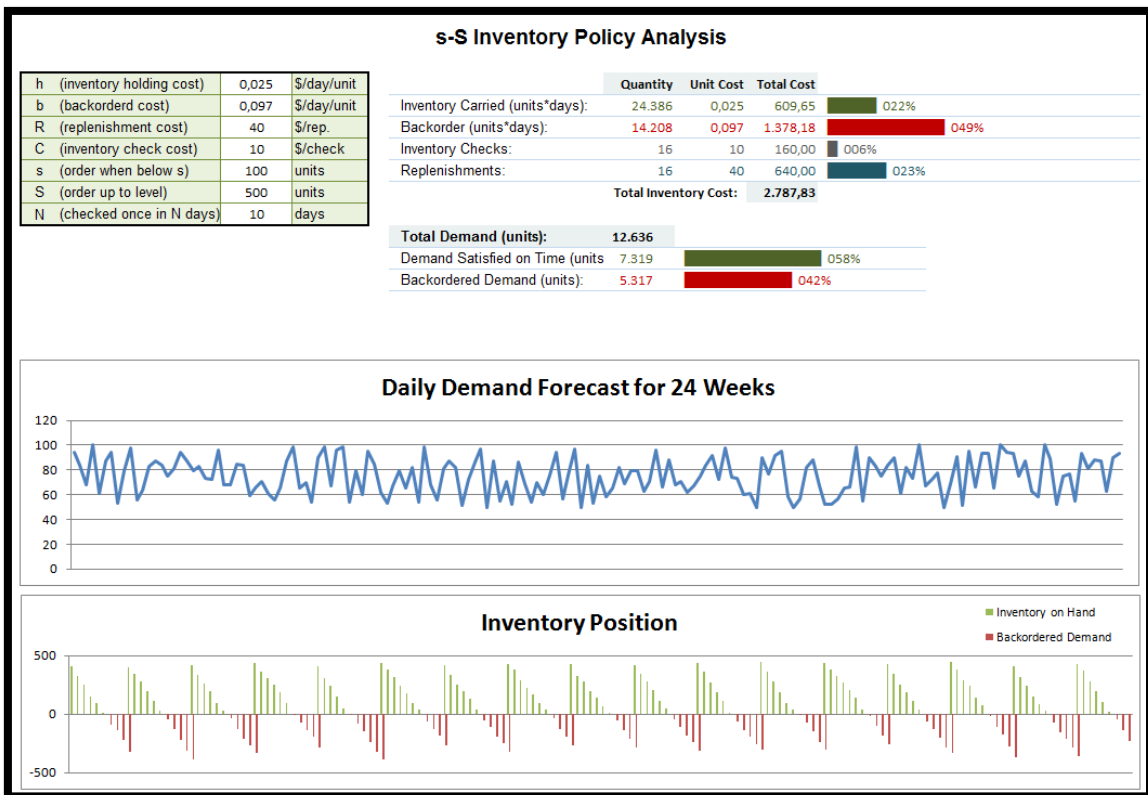 s-S Inventory Policy Analysis
h (inventory holding cost) 0,025 $/day/unit
b (backorderd cost) 0,097 $/day/unit
R (replenishment cost) 40 $/rep.
C (inventory check cost) 10 $/check
s (order when below s) 100 units
S (order up to level) 500 units
N (checked once in N days) 10 days
Quantity Unit Cost Total Cost
Inventory Carried (units*days): 24.386 0,025 609,65 022%
Backorder (units*days): 14.208 0,097 1.378,18 049%
Inventory Checks: 16 10 160,00 006%
Replenishments: 16 40 640,00 023%
Total Inventory Cost: 2.787,83
Total Demand (units): 12.636
Demand Satisfied on Time (units 7.319 058%
Backordered Demand (units): 5.317 042%
Daily Demand Forecast for 24 Weeks
120
100
80
60
40
20
0
Inventory Position
Inventory on Hand
Backordered Demand
500
0
-500